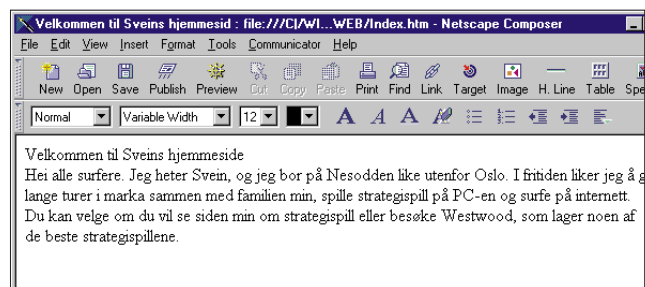 Velkommen til Sveins hjemmesid : file:///C|/WI...WEB/Index.htm - Netscape Composer
File Edit View Insert Format Tools Communicator Help
New Open Save Publish Preview Cut Copy Paste Print Find Link Target Image H. Line Table Spe
Normal Variable Width 12 A A A
Velkommen til Sveins hjemmeside
Hei alle surfere. Jeg heter Svein, og jeg bor på Nesodden like utenfor Oslo. I fritiden liker jeg å g
lange turer i marka sammen med familien min, spille strategispill på PC-en og surfe på internett.
Du kan velge om du vil se siden min om strategispill eller besøke Westwood, som lager noen af
de beste strategispillene.